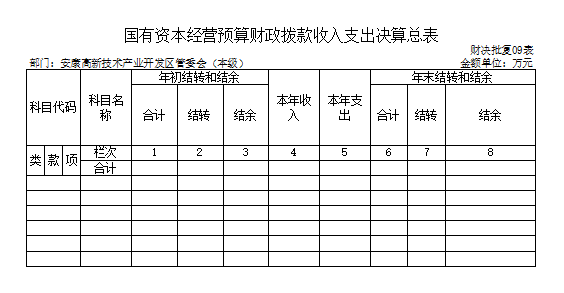 国有资本经营预算财政拨款收入支出决算总表
财决批复09表
部门：安康高新技术产业开发区管委会（本级） 金额单位：万元
科目代码 科目名称 年初结转和结余 本年收入 本年支出 年末结转和结余
合计 结转 结余 合计 结转 结余
类 款 项 栏次 1 2 3 4 5 6 7 8
合计